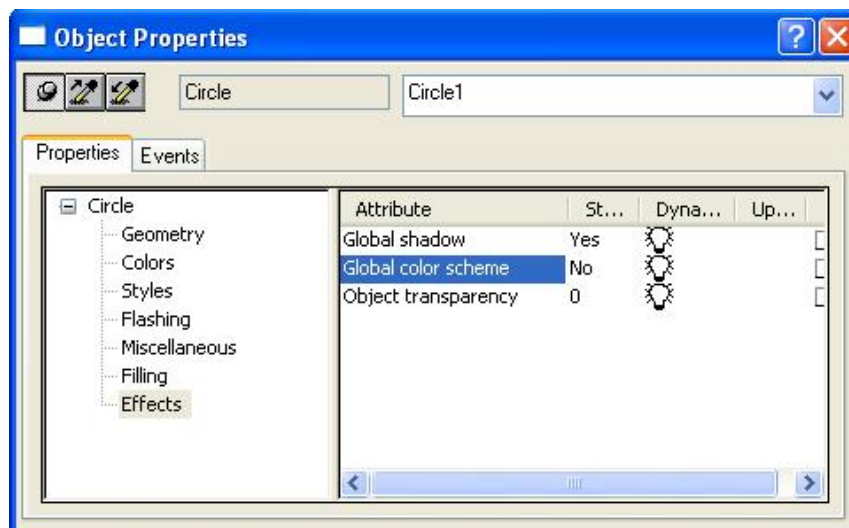 Object Properties
Circle Circle1
Properties Events
Circle
Geometry
Colors
Styles
Flashing
Miscellaneous
Filling
Effects
Attribute St... Dyna... Up...
Global shadow Yes
Global color scheme No
Object transparency 0